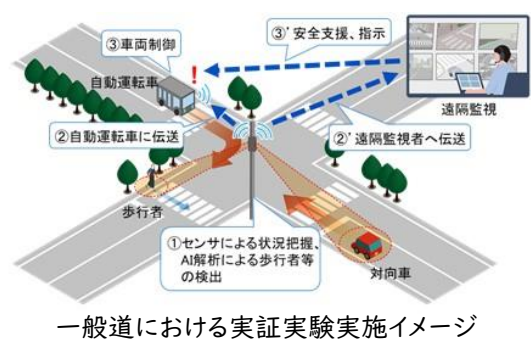 ③車両制御
③’安全支援、指示
自動運転車
!
遠隔監視
②自動運転車に伝送
②’遠隔監視者へ伝送
歩行者
①センサによる状況把握、
AI解析による歩行者等
の検出
対向車
一般道における実証実験実施イメージ